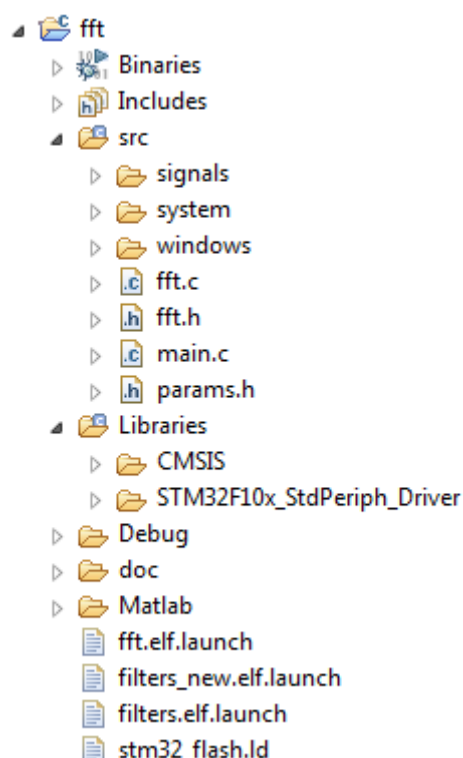 fft
Binaries
Includes
src
signals
system
windows
fft.c
fft.h
main.c
params.h
Libraries
CMSIS
STM32F10x_StdPeriph_Driver
Debug
doc
Matlab
fft.elf.launch
filters_new.elf.launch
filters.elf.launch
stm32_flash.ld